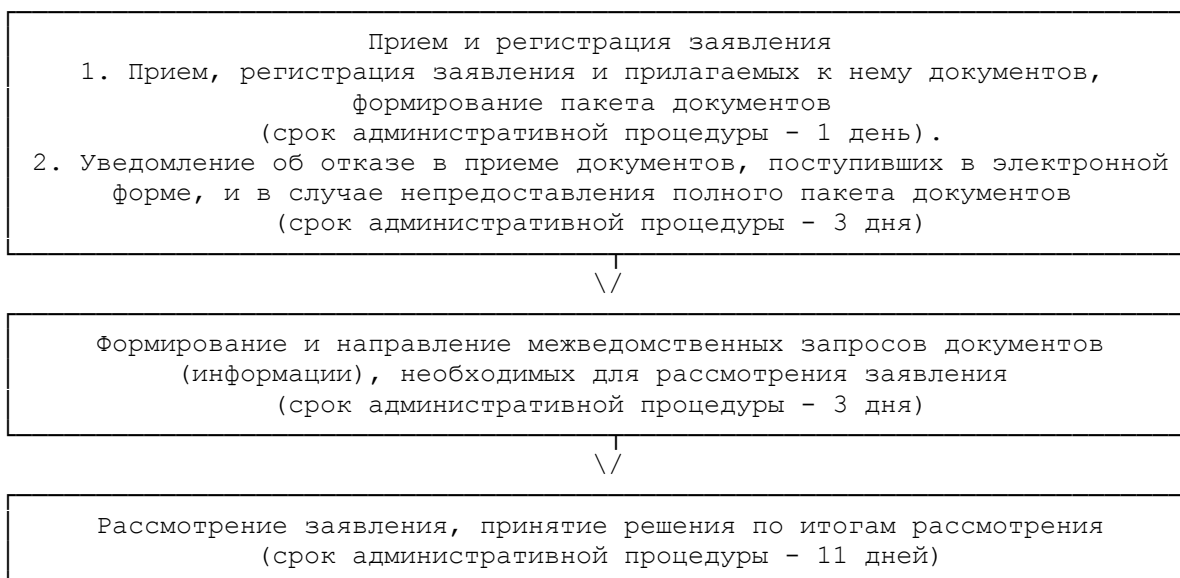 Прием и регистрация заявления
1. Прием, регистрация заявления и прилагаемых к нему документов,
формирование пакета документов
(срок административной процедуры - 1 день).
2. Уведомление об отказе в приеме документов, поступивших в электронной
форме, и в случае непредоставления полного пакета документов
(срок административной процедуры - 3 дня)
\/
Формирование и направление межведомственных запросов документов
(информации), необходимых для рассмотрения заявления
(срок административной процедуры - 3 дня)
\/
Рассмотрение заявления, принятие решения по итогам рассмотрения
(срок административной процедуры - 11 дней)